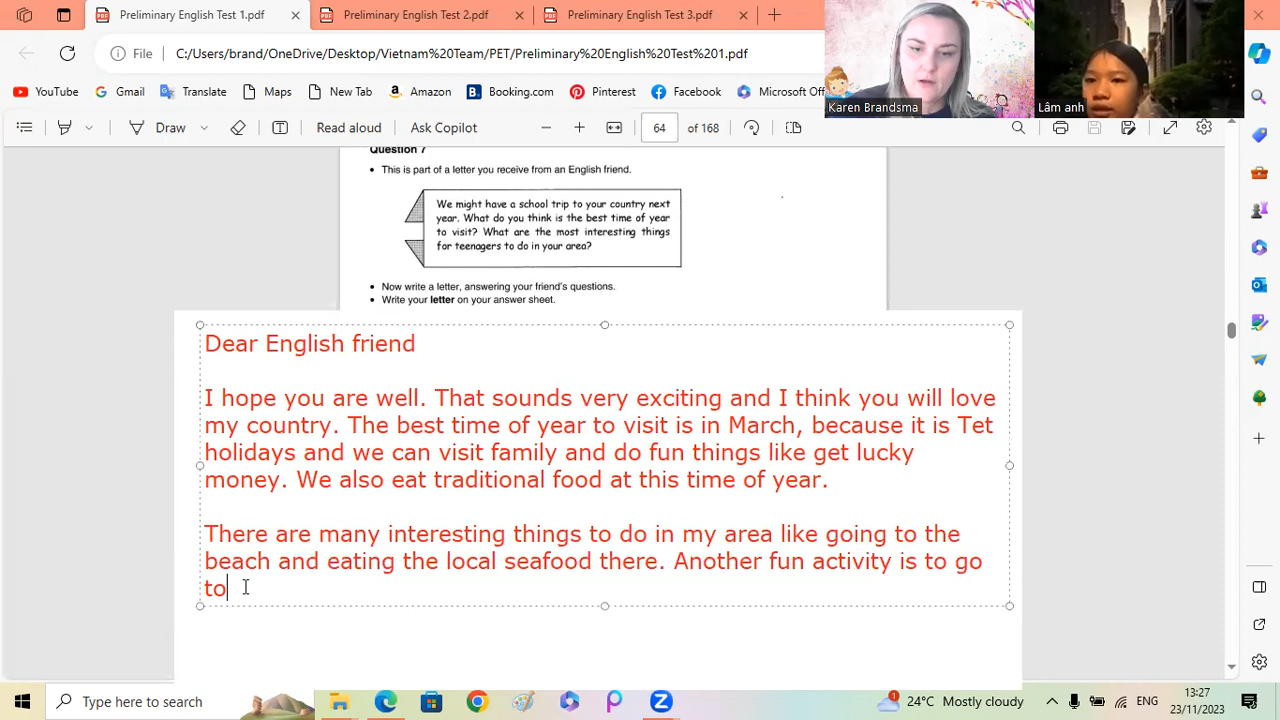 Preliminary English Test 1.pdf
Preliminary English Test 2.pdf
Preliminary English Test 3.pdf
File
C:/Users/brand/OneDrive/Desktop/Vietnam%20Team/PET/Preliminary%20English%20Test%201.pdf
YouTube
Gmail
Translate
Maps
New Tab
Amazon
Booking.com
Pinterest
Facebook
Microsoft Off
Karen Brandsma
Lâm anh
Draw
Read aloud
Ask Copilot
64
of 168
Question 7
• This is part of a letter you receive from an English friend.
We might have a school trip to your country next
year. What do you think is the best time of year
to visit? What are the most interesting things
for teenagers to do in your area?
• Now write a letter, answering your friend's questions.
• Write your letter on your answer sheet.
Dear English friend
I hope you are well. That sounds very exciting and I think you will love
my country. The best time of year to visit is in March, because it is Tet
holidays and we can visit family and do fun things like get lucky
money. We also eat traditional food at this time of year.
There are many interesting things to do in my area like going to the
beach and eating the local seafood there. Another fun activity is to go
to
Type here to search
1
24°C Mostly cloudy
ENG
13:27
23/11/2023